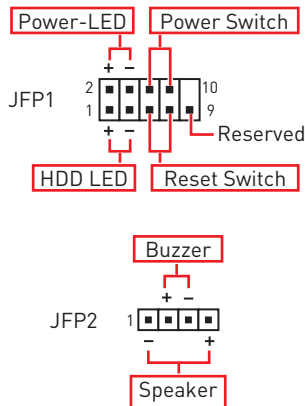 Power-LED Power Switch
+ −
2 10
JFP1
1 9
+ − Reserved
HDD LED Reset Switch
Buzzer
+ −
JFP2 1
− +
Speaker